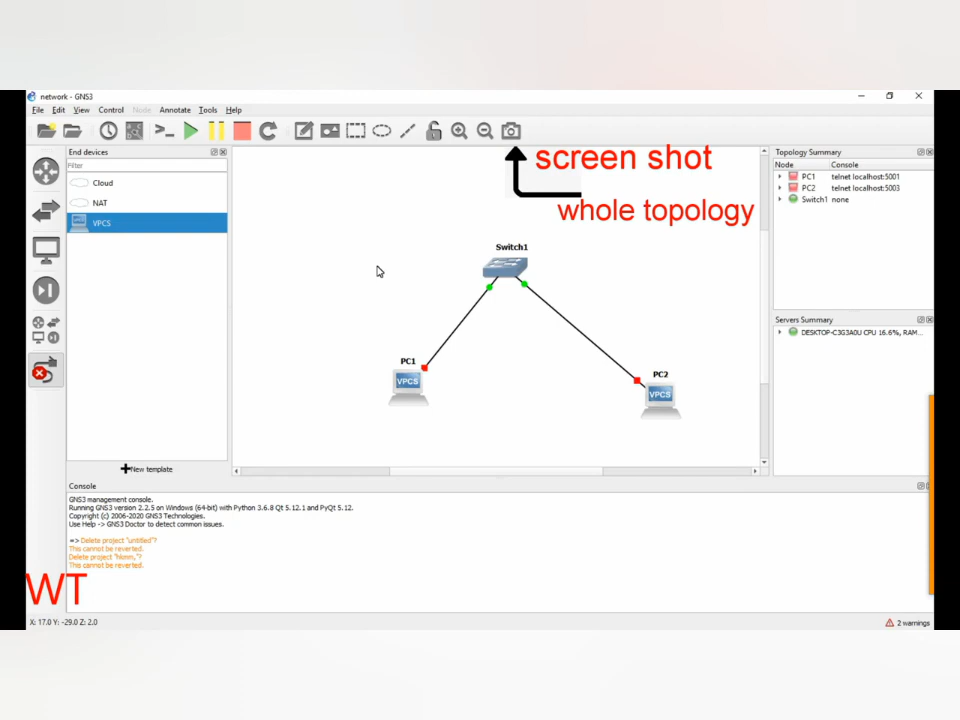 network - GNS3
File Edit View Control Node Annotate Tools Help
screen shot
whole topology
End devices
Filter
Cloud
NAT
VPCS
New template
Switch1
PC1
VPCS
PC2
VPCS
Topology Summary
Node Console
PC1 telnet localhost:5001
PC2 telnet localhost:5003
Switch1 none
Servers Summary
DESKTOP-C3G3A0U CPU 16.6%, RAM...
Console
GNS3 management console.
Running GNS3 version 2.2.5 on Windows (64-bit) with Python 3.6.8 Qt 5.12.1 and PyQt 5.12.
Copyright (c) 2006-2020 GNS3 Technologies.
Use Help -> GNS3 Doctor to detect common issues.
=> Delete project "untitled"?
This cannot be reverted.
This cannot be reverted.
WT
X: 17.0 Y: -29.0 Z: 2.0
2 warnings